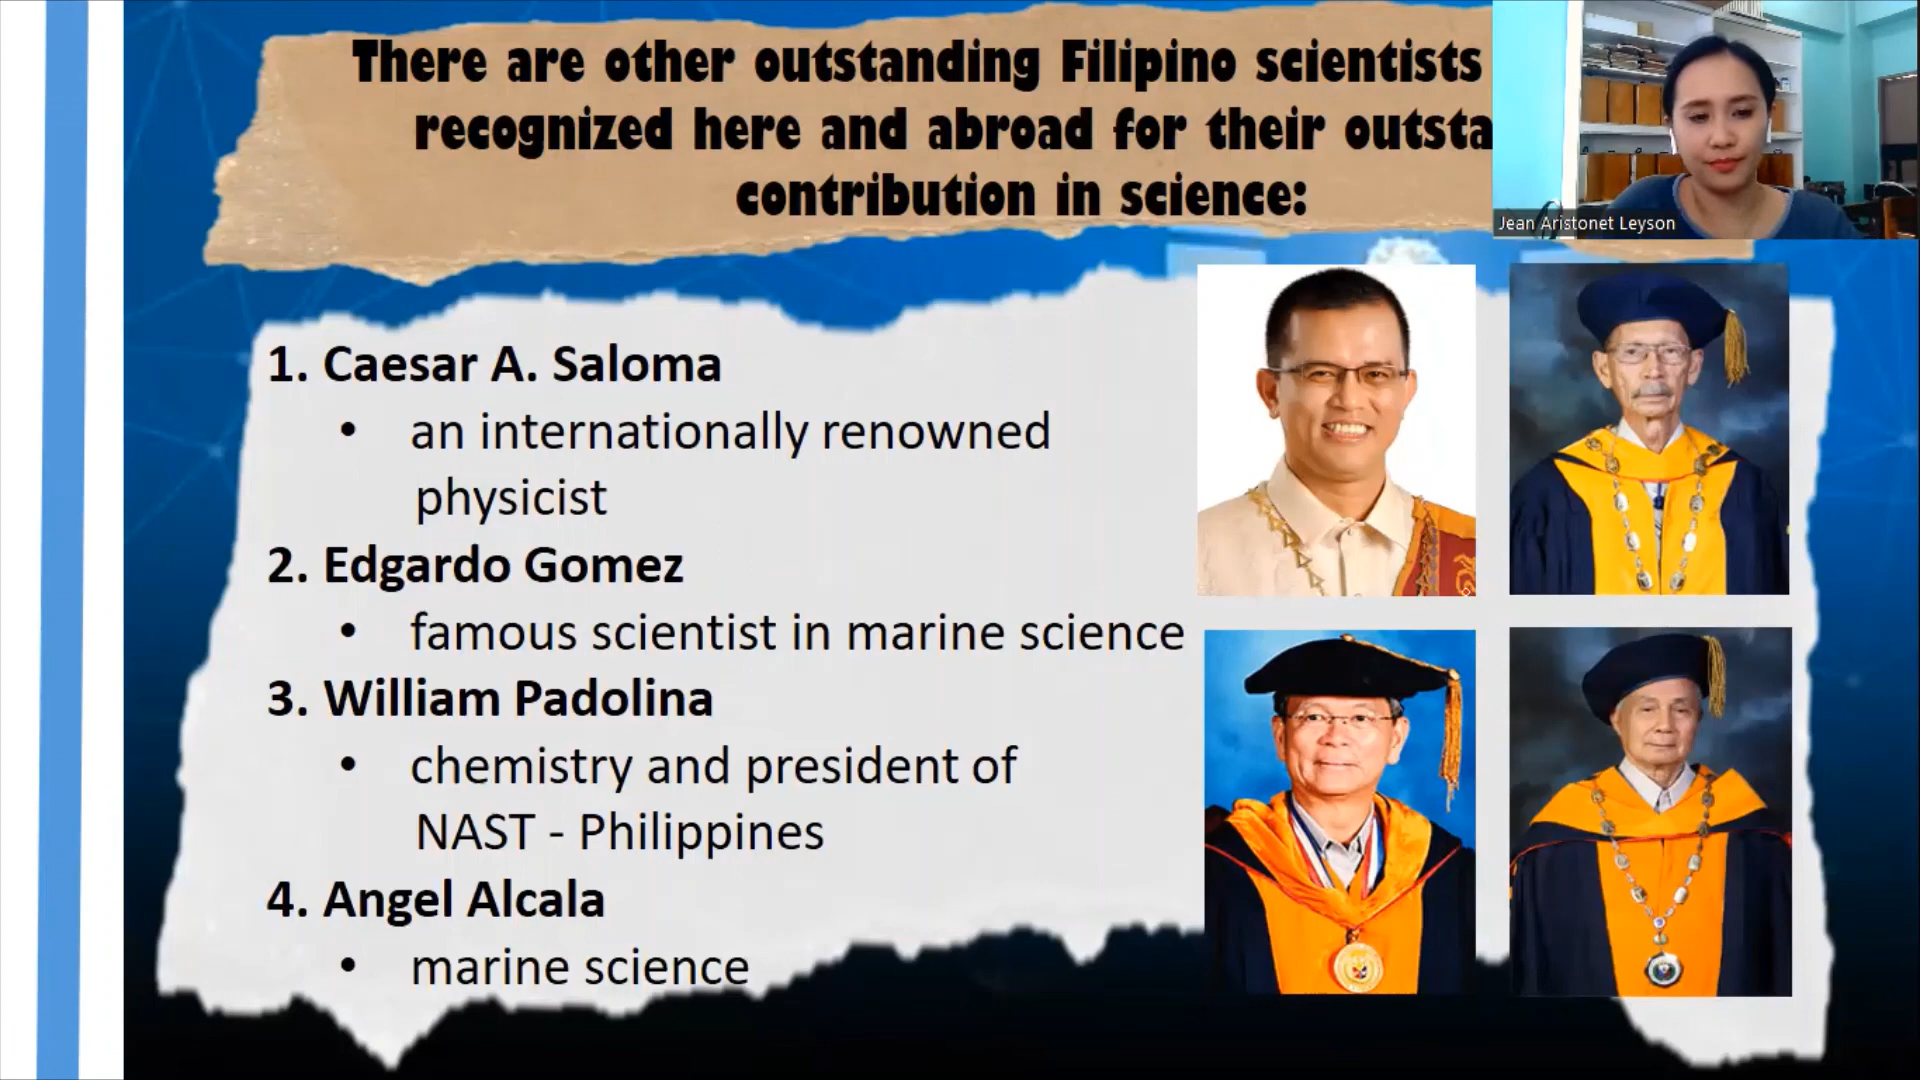 There are other outstanding Filipino scientists
recognized here and abroad for their outsta
contribution in science:
Jean Aristonet Leyson
1. Caesar A. Saloma
• an internationally renowned
physicist
2. Edgardo Gomez
• famous scientist in marine science
3. William Padolina
• chemistry and president of
NAST - Philippines
4. Angel Alcala
• marine science